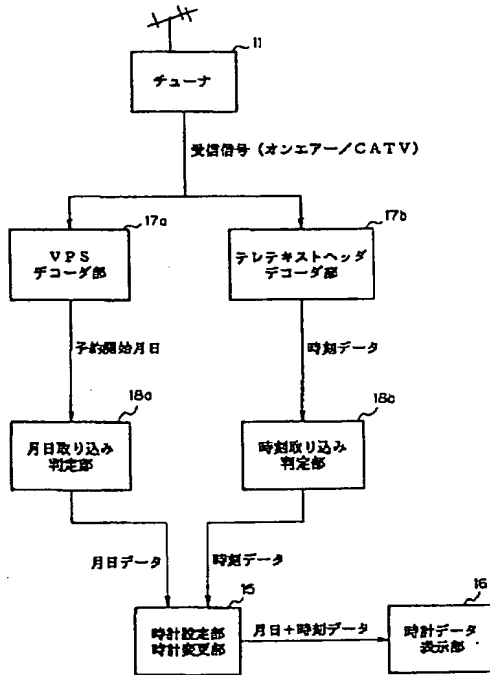 11
チューナ
受信信号（オンエアー／CATV）
17a
VPS
デコーダ部
17b
テレテキストヘッダ
デコーダ部
予約開始月日
時刻データ
18a
月日取り込み
判定部
18b
時刻取り込み
判定部
月日データ
時刻データ
15
時計設定部
時計変更部
月日＋時刻データ
16
時計データ
表示部